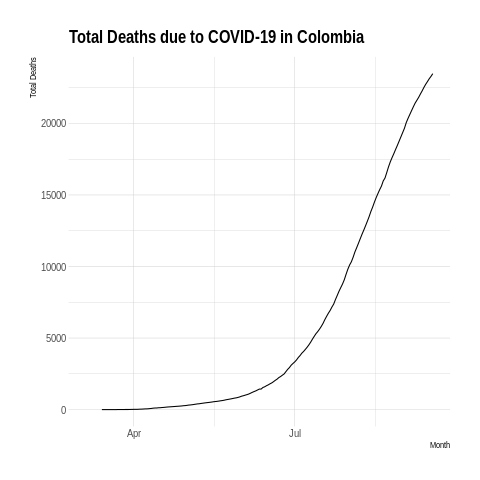 Total Deaths due to COVID-19 in Colombia
Total Deaths
20000
15000
10000
5000
0
Apr
Jul
Month